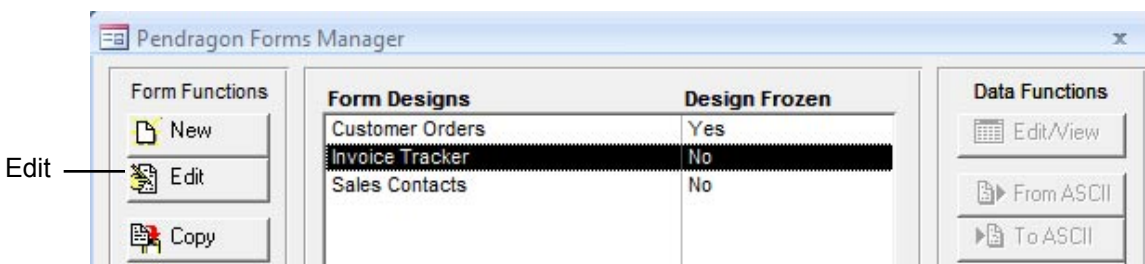 Pendragon Forms Manager x
Form Functions
New
Edit
Edit
Copy
Form Designs Design Frozen
Customer Orders Yes
Invoice Tracker No
Sales Contacts No
Data Functions
Edit/View
From ASCII
To ASCII